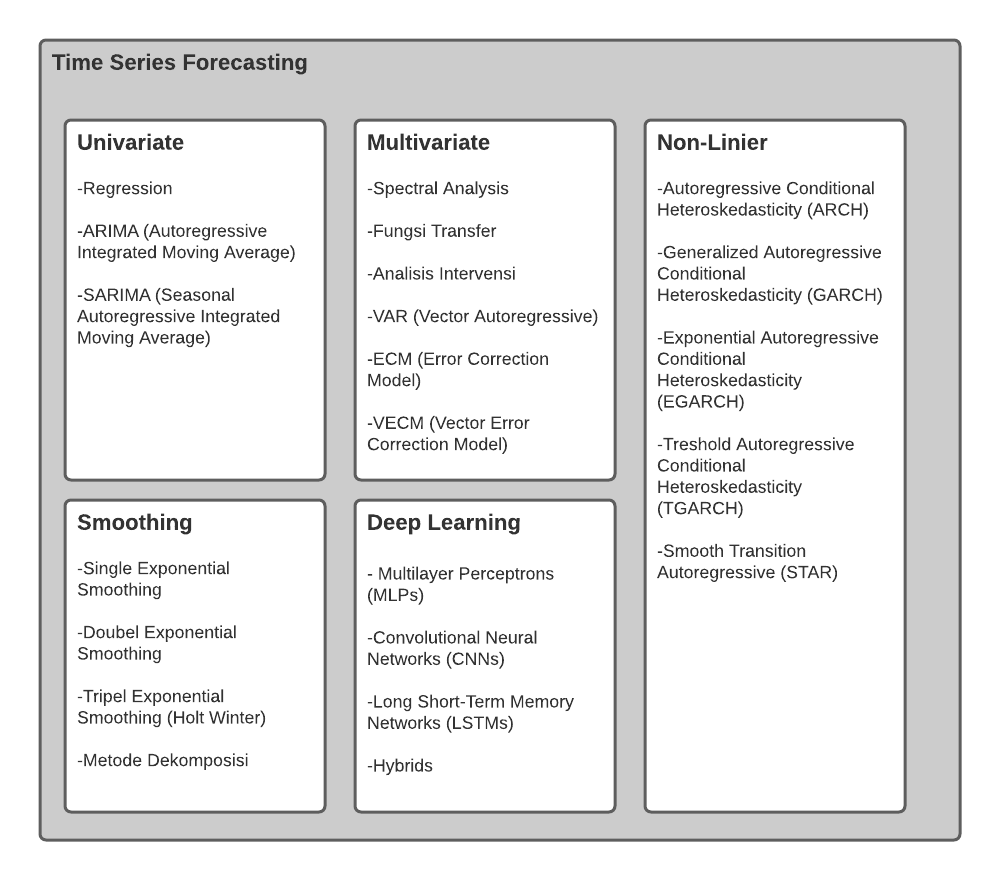 Time Series Forecasting
Univariate
-Regression
-ARIMA (Autoregressive
Integrated Moving Average)
-SARIMA (Seasonal
Autoregressive Integrated
Moving Average)
Multivariate
-Spectral Analysis
-Fungsi Transfer
-Analisis Intervensi
-VAR (Vector Autoregressive)
-ECM (Error Correction
Model)
-VECM (Vector Error
Correction Model)
Non-Linier
-Autoregressive Conditional
Heteroskedasticity (ARCH)
-Generalized Autoregressive
Conditional
Heteroskedasticity (GARCH)
-Exponential Autoregressive
Conditional
Heteroskedasticity
(EGARCH)
-Treshold Autoregressive
Conditional
Heteroskedasticity
(TGARCH)
-Smooth Transition
Autoregressive (STAR)
Smoothing
-Single Exponential
Smoothing
-Doubel Exponential
Smoothing
-Tripel Exponential
Smoothing (Holt Winter)
-Metode Dekomposisi
Deep Learning
- Multilayer Perceptrons
(MLPs)
-Convolutional Neural
Networks (CNNs)
-Long Short-Term Memory
Networks (LSTMs)
-Hybrids